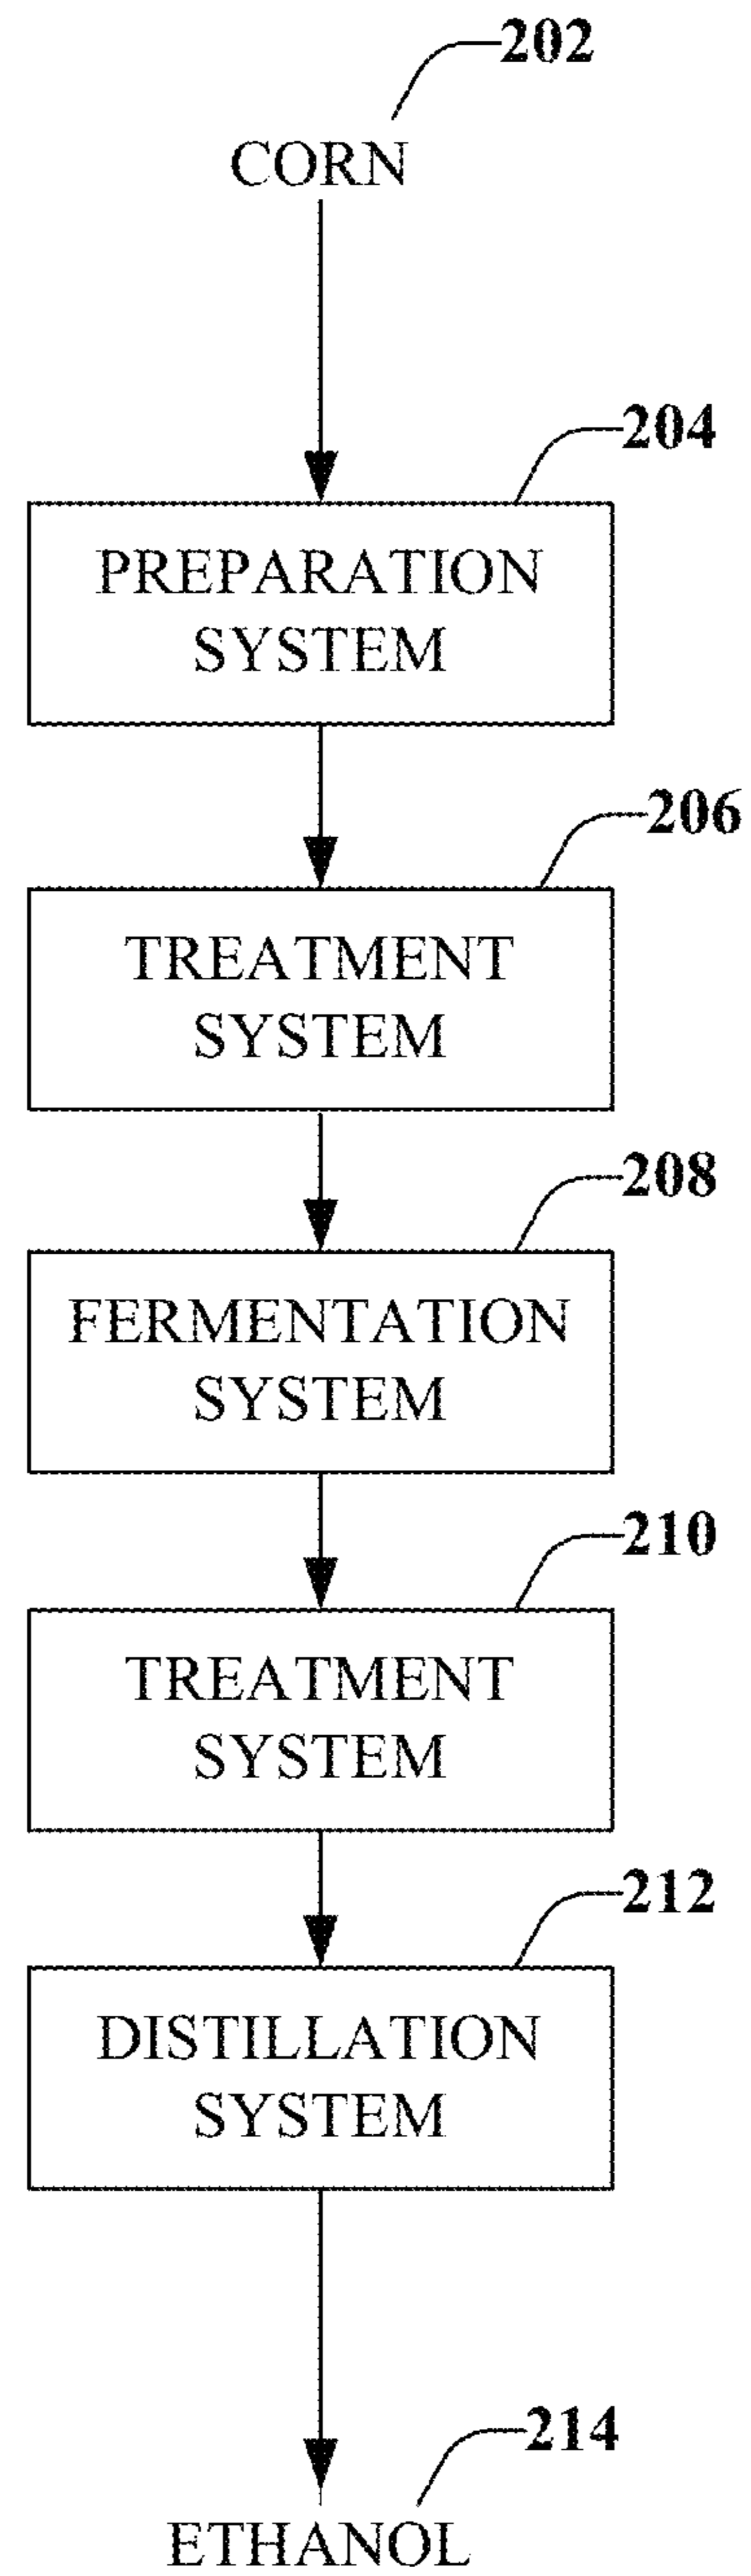 202
CORN
204
PREPARATION
SYSTEM
206
TREATMENT
SYSTEM
208
FERMENTATION
SYSTEM
210
TREATMENT
SYSTEM
212
DISTILLATION
SYSTEM
214
ETHANOL